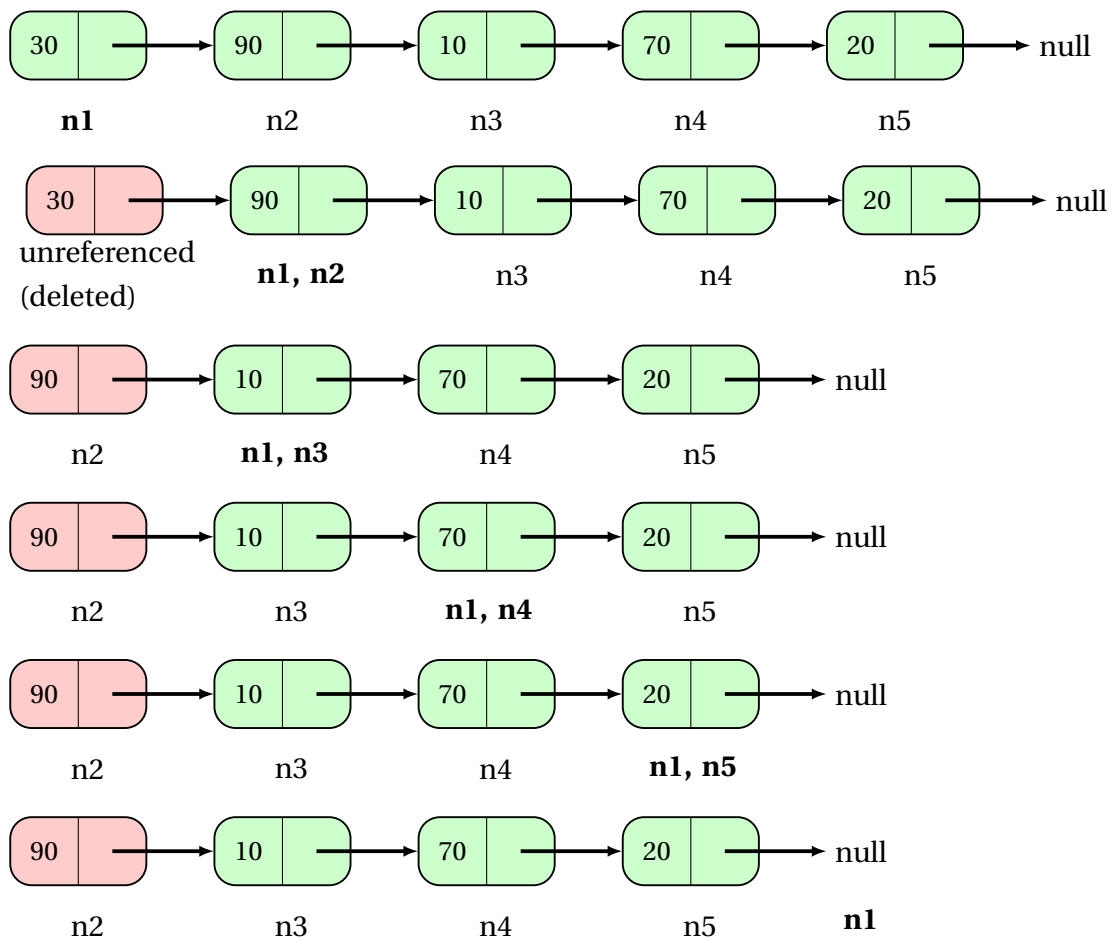 30 90 10 70 20 null
n1 n2 n3 n4 n5
30 90 10 70 20 null
unreferenced
(deleted)
n1, n2 n3 n4 n5
90 10 70 20 null
n2 n1, n3 n4 n5
90 10 70 20 null
n2 n3 n1, n4 n5
90 10 70 20 null
n2 n3 n4 n1, n5
90 10 70 20 null
n2 n3 n4 n5 n1